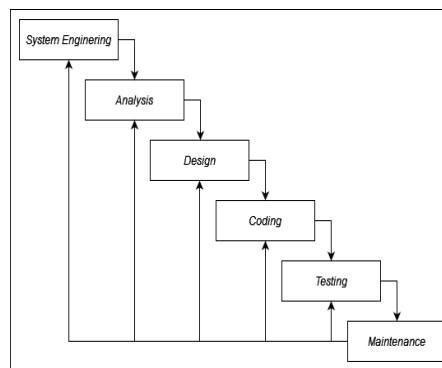 System Enginering
Analysis
Design
Coding
Testing
Maintenance